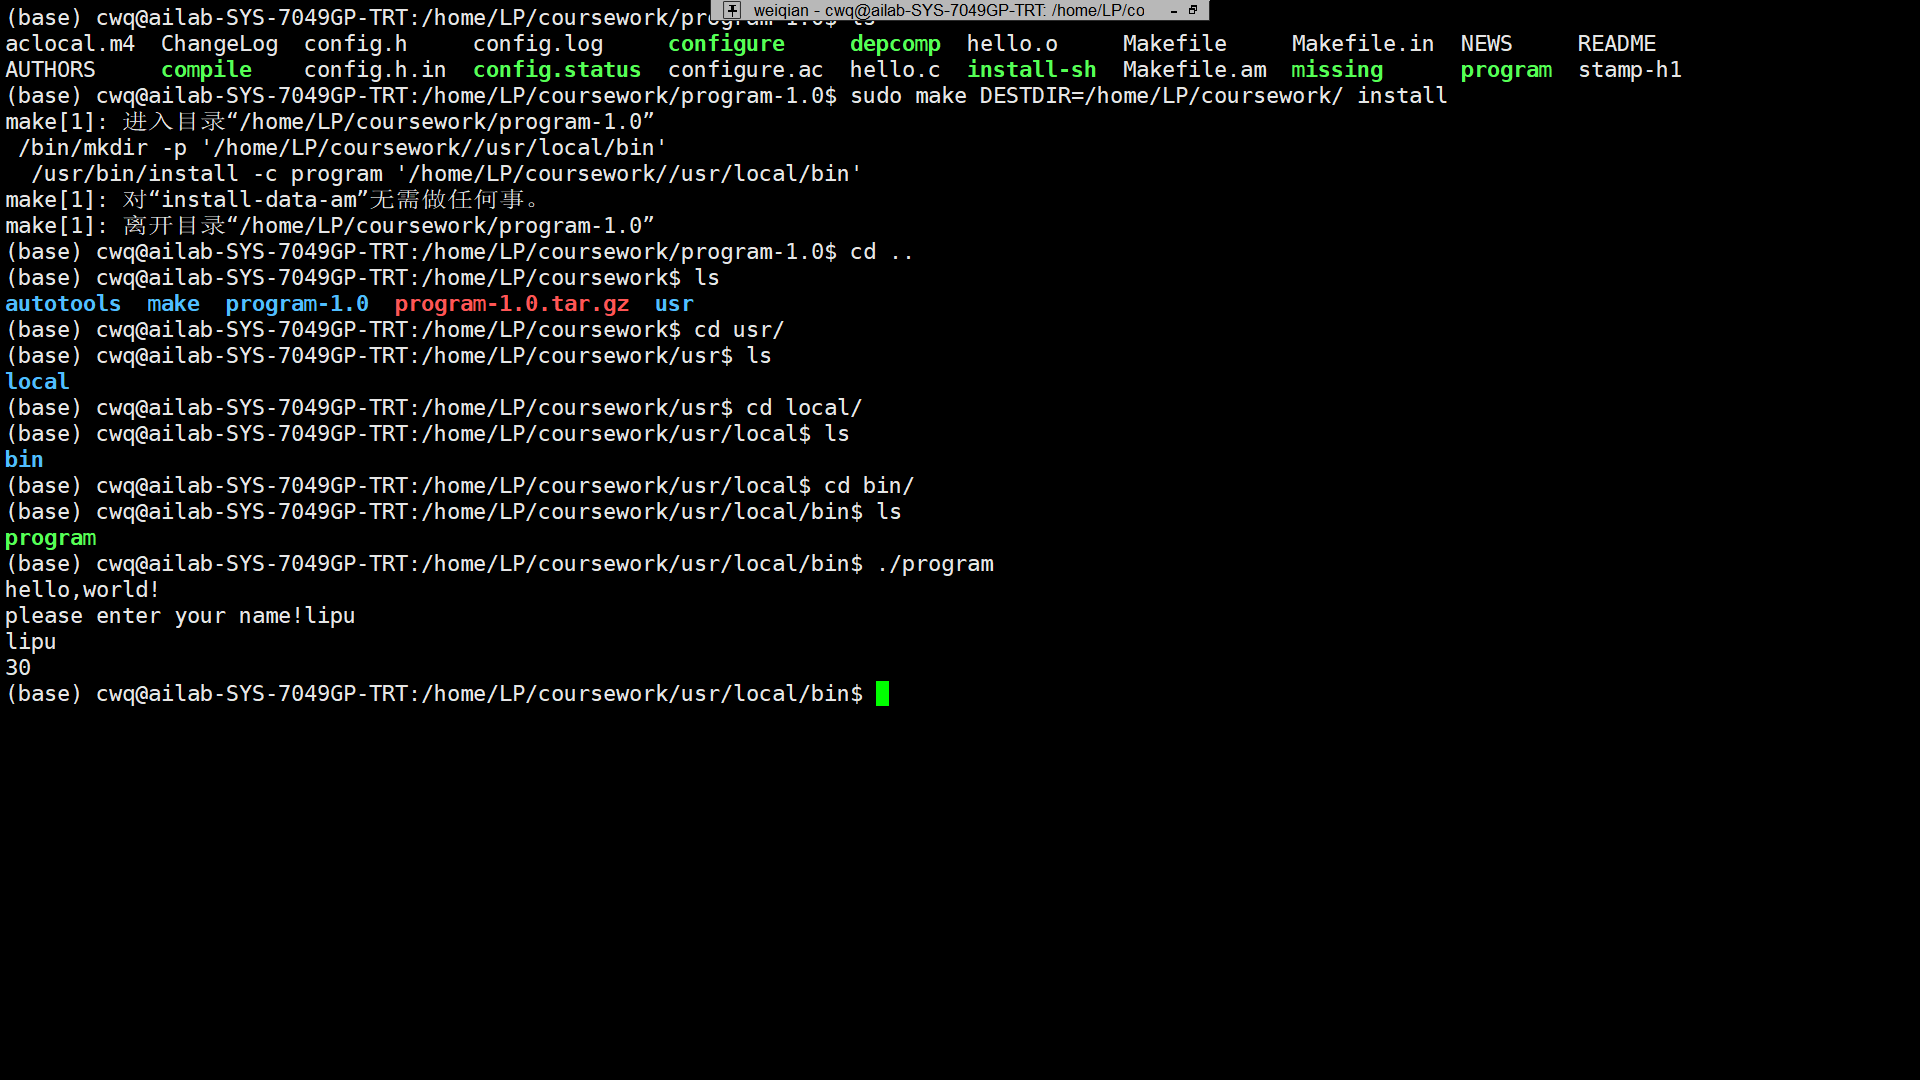 weiqian - cwq@ailab-SYS-7049GP-TRT: /home/LP/co
(base) cwq@ailab-SYS-7049GP-TRT:/home/LP/coursework/program-1.0$ ls
aclocal.m4  ChangeLog  config.h     config.log     configure     depcomp  hello.o     Makefile     Makefile.in  NEWS     README
AUTHORS     compile    config.h.in  config.status  configure.ac  hello.c  install-sh  Makefile.am  missing      program  stamp-h1
(base) cwq@ailab-SYS-7049GP-TRT:/home/LP/coursework/program-1.0$ sudo make DESTDIR=/home/LP/coursework/ install
make[1]: 进入目录“/home/LP/coursework/program-1.0”
 /bin/mkdir -p '/home/LP/coursework//usr/local/bin'
  /usr/bin/install -c program '/home/LP/coursework//usr/local/bin'
make[1]: 对“install-data-am”无需做任何事。
make[1]: 离开目录“/home/LP/coursework/program-1.0”
(base) cwq@ailab-SYS-7049GP-TRT:/home/LP/coursework/program-1.0$ cd ..
(base) cwq@ailab-SYS-7049GP-TRT:/home/LP/coursework$ ls
autotools  make  program-1.0  program-1.0.tar.gz  usr
(base) cwq@ailab-SYS-7049GP-TRT:/home/LP/coursework$ cd usr/
(base) cwq@ailab-SYS-7049GP-TRT:/home/LP/coursework/usr$ ls
local
(base) cwq@ailab-SYS-7049GP-TRT:/home/LP/coursework/usr$ cd local/
(base) cwq@ailab-SYS-7049GP-TRT:/home/LP/coursework/usr/local$ ls
bin
(base) cwq@ailab-SYS-7049GP-TRT:/home/LP/coursework/usr/local$ cd bin/
(base) cwq@ailab-SYS-7049GP-TRT:/home/LP/coursework/usr/local/bin$ ls
program
(base) cwq@ailab-SYS-7049GP-TRT:/home/LP/coursework/usr/local/bin$ ./program
hello,world!
please enter your name!lipu
lipu
30
(base) cwq@ailab-SYS-7049GP-TRT:/home/LP/coursework/usr/local/bin$